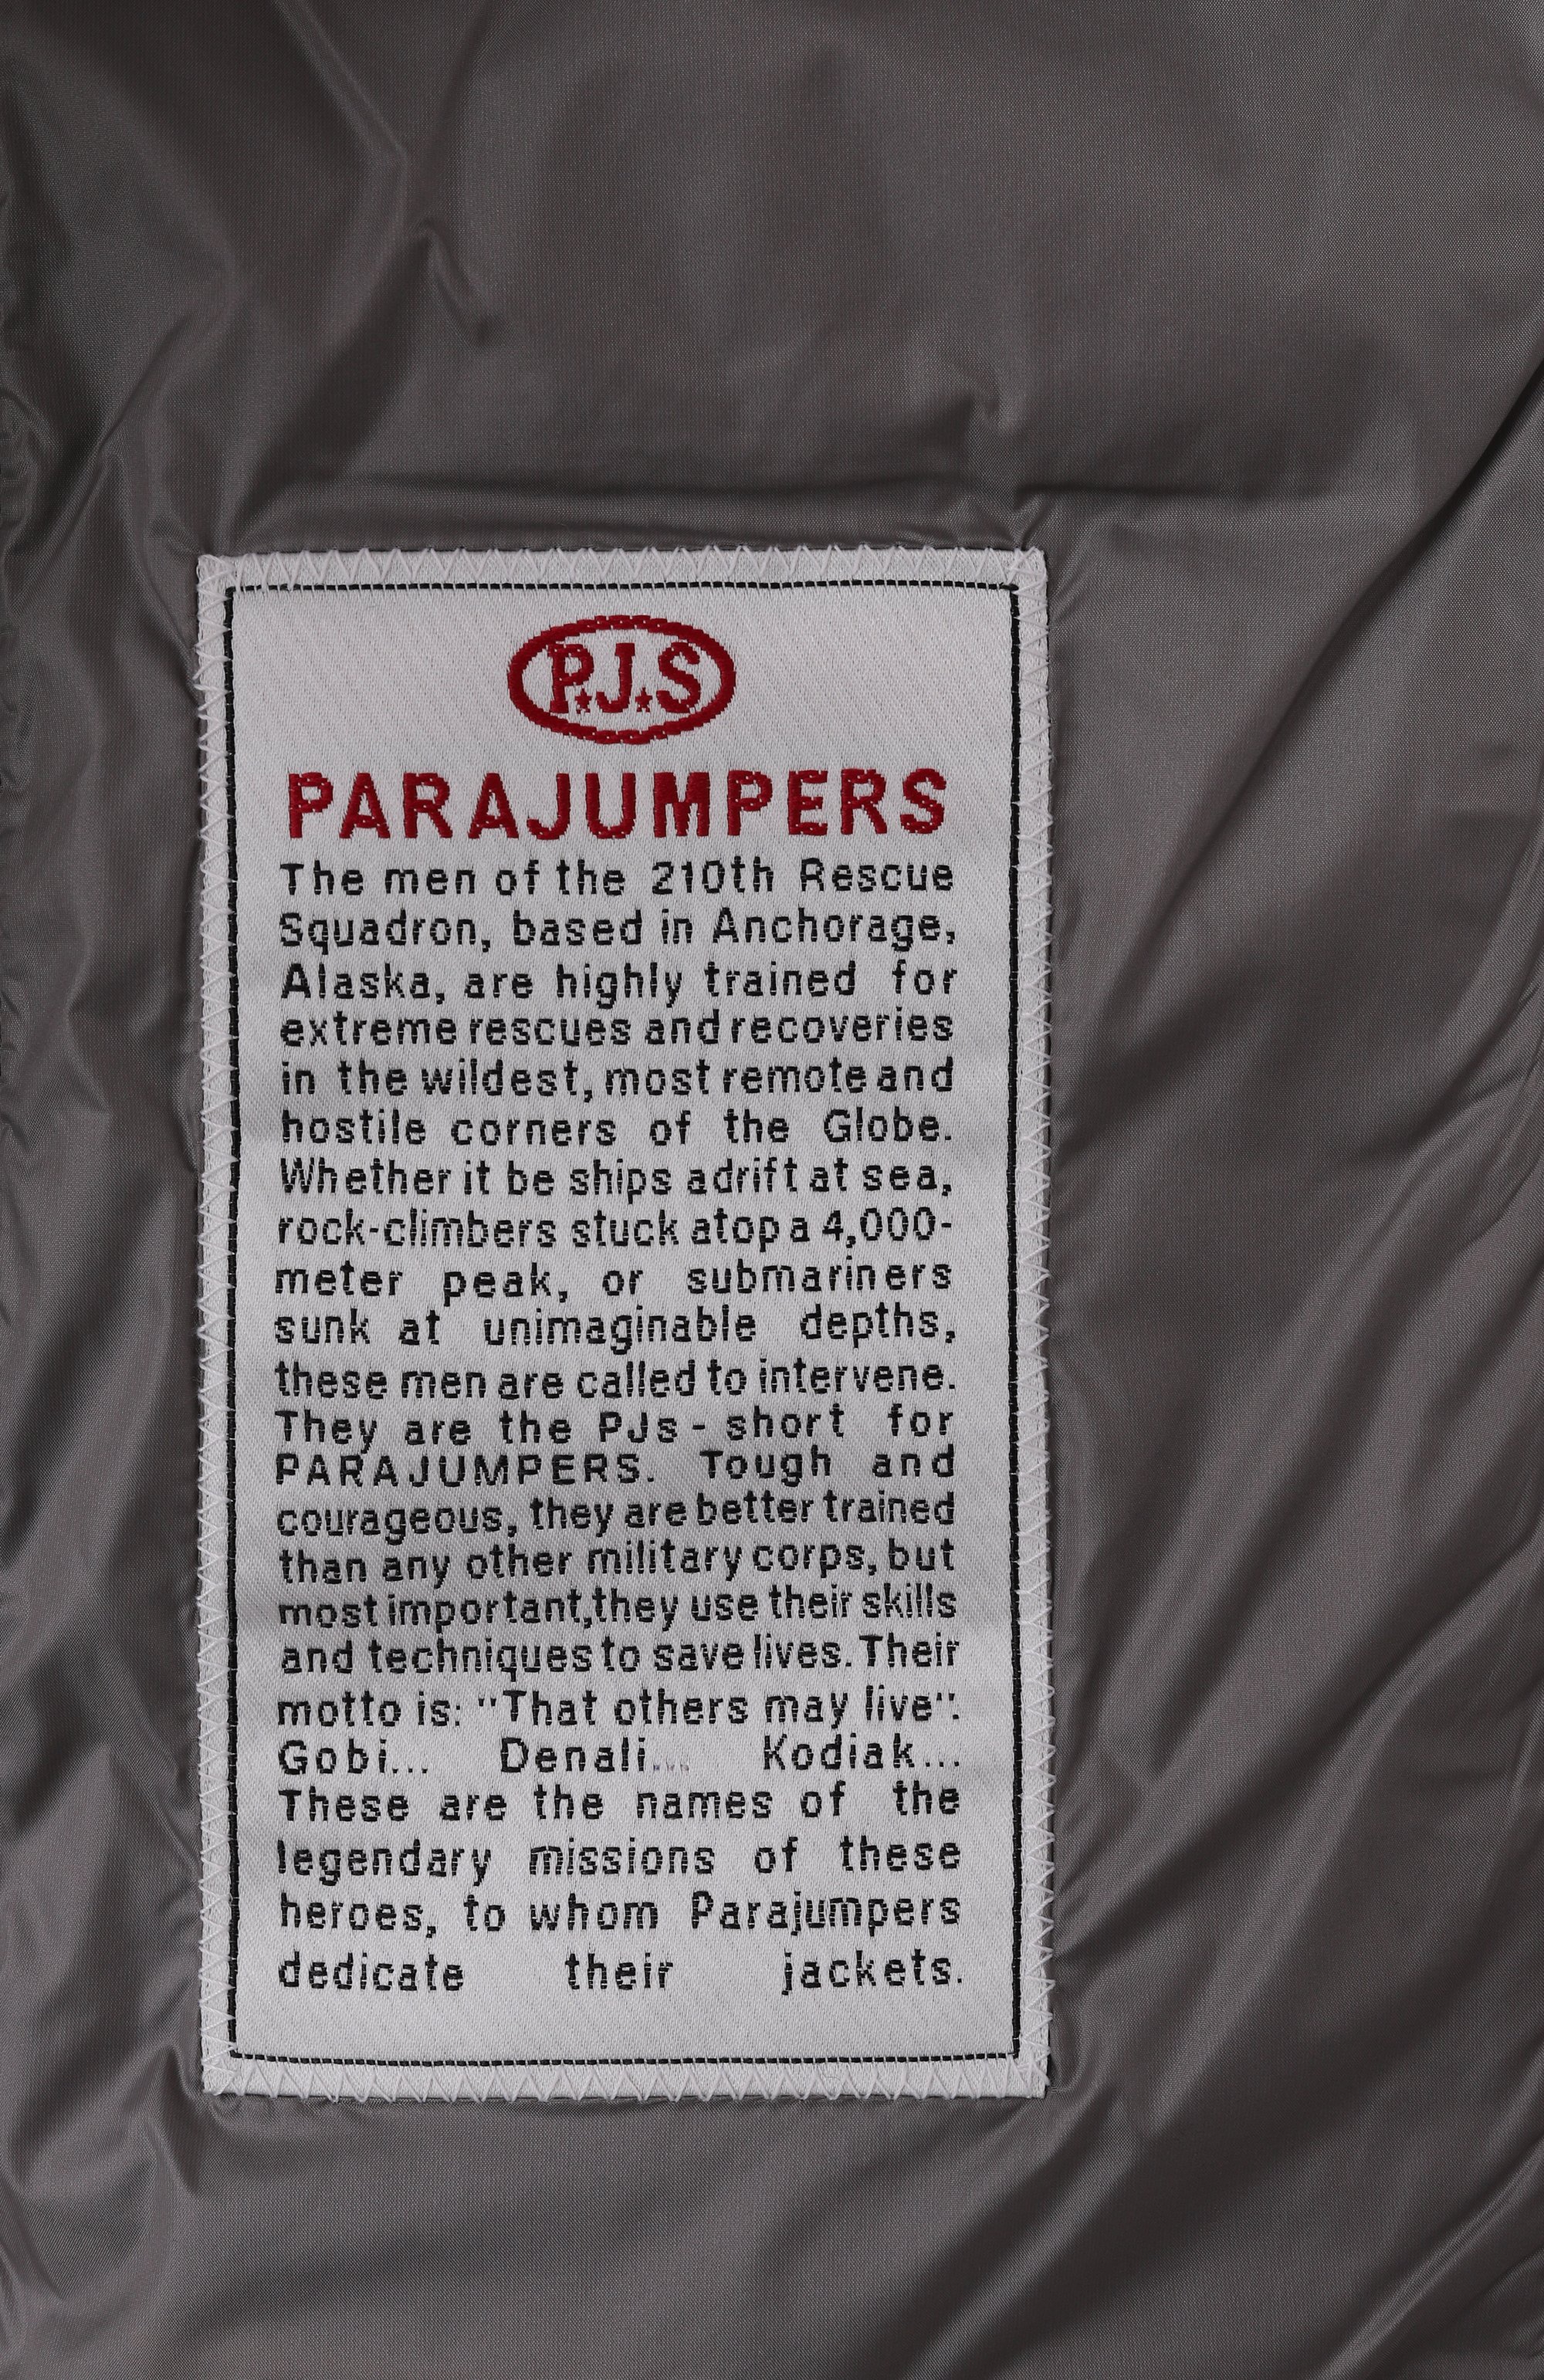 P.J.S
PARAJUMPERS
The men of the 210th Rescue
Squadron, based in Anchorage,
Alaska, are highly trained for
extreme rescues and recoveries
in the wildest, most remote and
hostile corners of the Globe.
Whether it be ships adrift at sea,
rock-climbers stuck atop a 4,000-
meter peak, or submariners
sunk at unimaginable depths,
these men are called to intervene.
They are the PJs - short for
PARAJUMPERS. Tough and
courageous, they are better trained
than any other military corps, but
most important,they use their skills
and techniques to save lives. Their
motto is: "That others may live".
Gobi... Denali... Kodiak...
These are the names of the
legendary missions of these
heroes, to whom Parajumpers
dedicate their jackets.